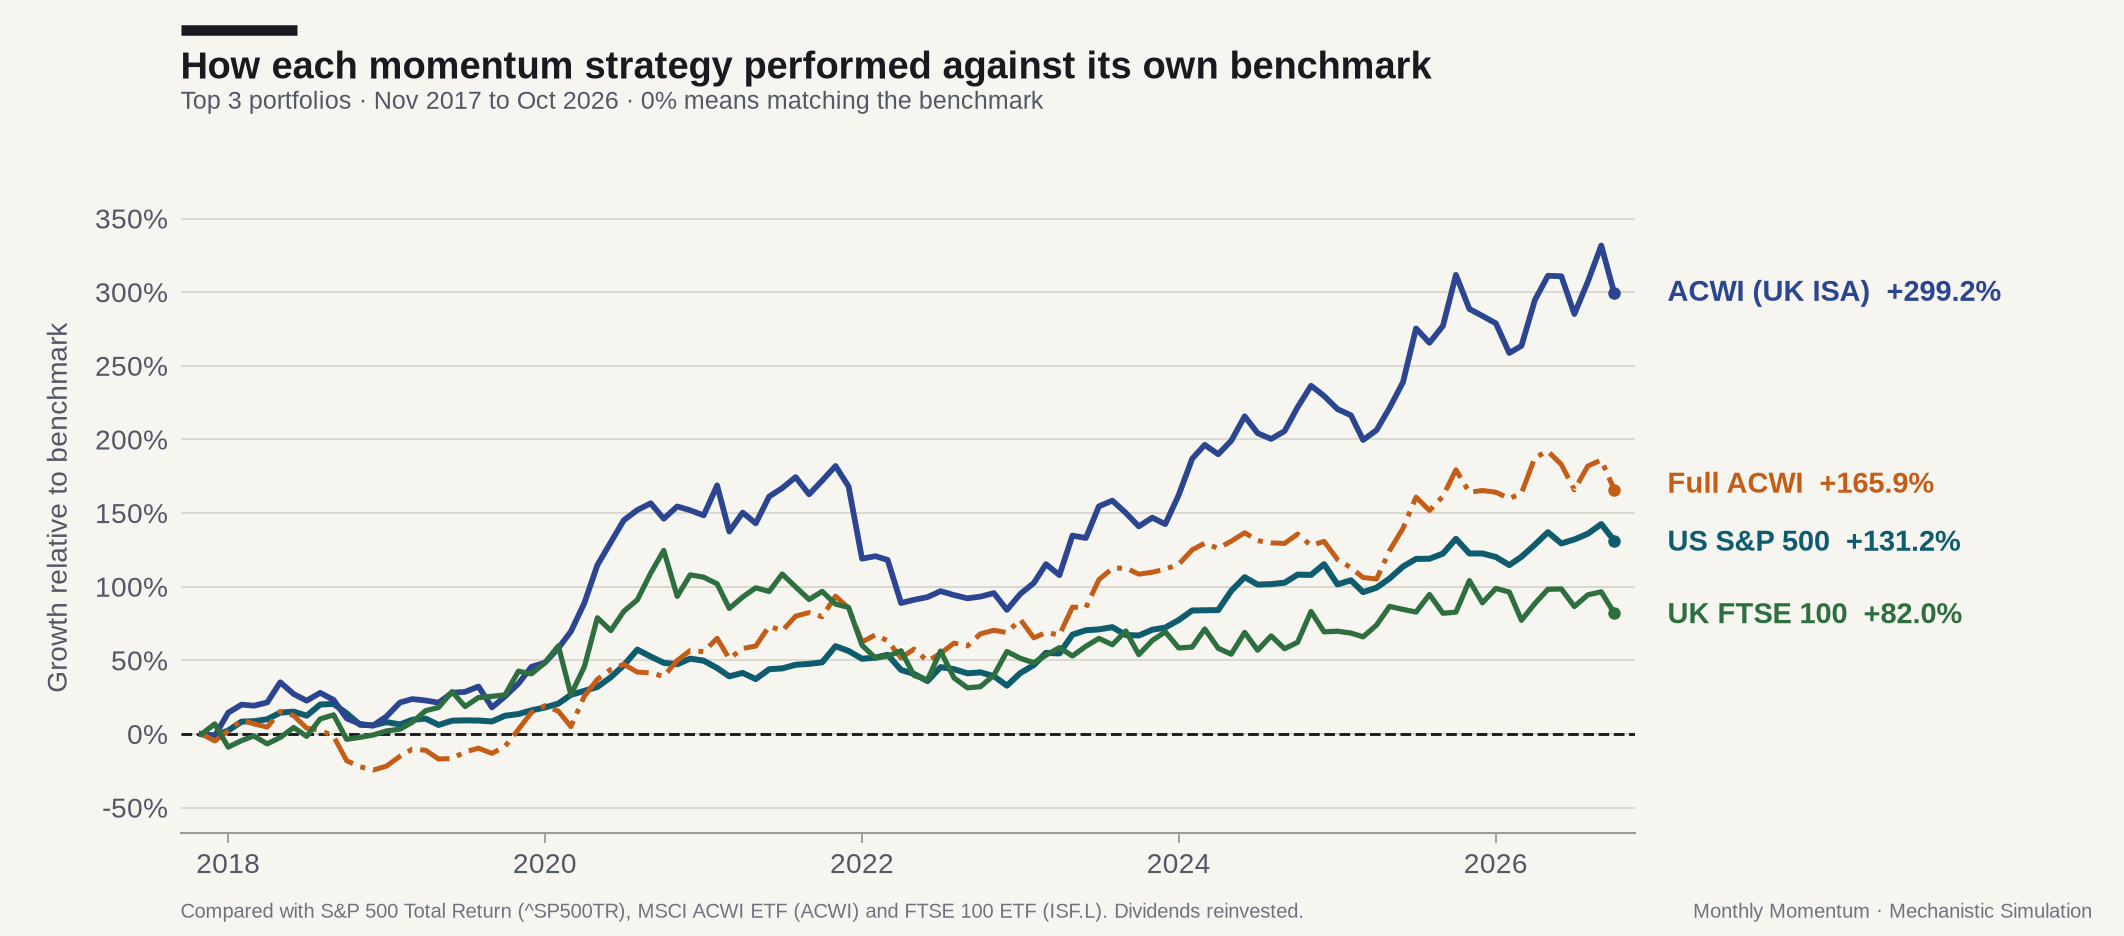 How each momentum strategy performed against its own benchmark
Top 3 portfolios · Nov 2017 to Oct 2026 · 0% means matching the benchmark
Growth relative to benchmark
350%
300%
250%
200%
150%
100%
50%
0%
-50%
ACWI (UK ISA) +299.2%
Full ACWI +165.9%
US S&P 500 +131.2%
UK FTSE 100 +82.0%
2018
2020
2022
2024
2026
Compared with S&P 500 Total Return (^SP500TR), MSCI ACWI ETF (ACWI) and FTSE 100 ETF (ISF.L). Dividends reinvested.
Monthly Momentum · Mechanistic Simulation